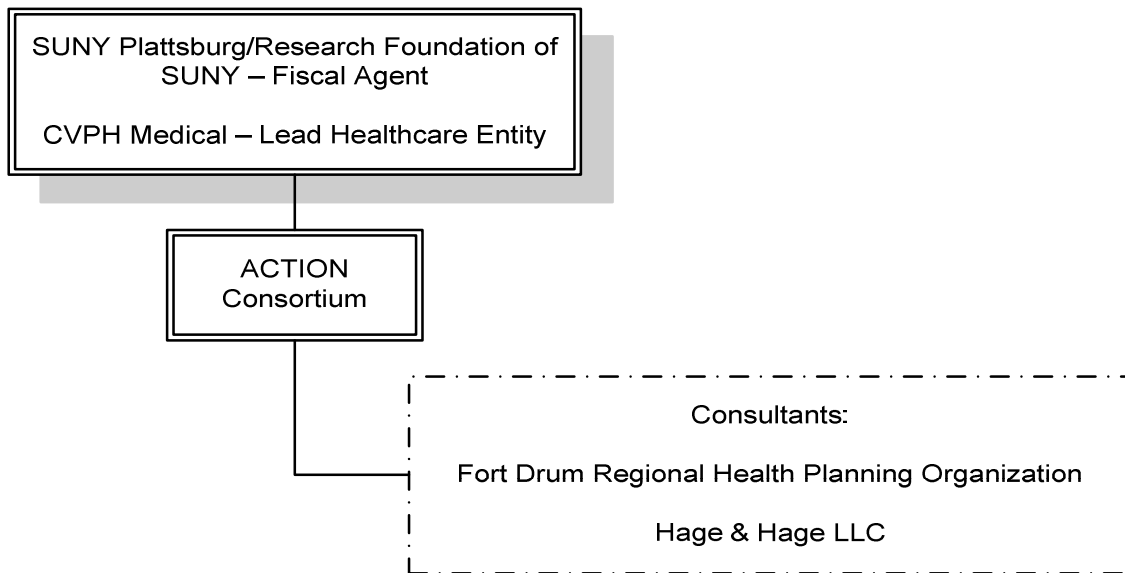 SUNY Plattsburg/Research Foundation of
SUNY – Fiscal Agent
CVPH Medical – Lead Healthcare Entity
ACTION
Consortium
Consultants:
Fort Drum Regional Health Planning Organization
Hage & Hage LLC